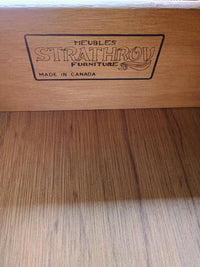 MEUBLES
STRATHROY
FURNITURE
MADE IN CANADA